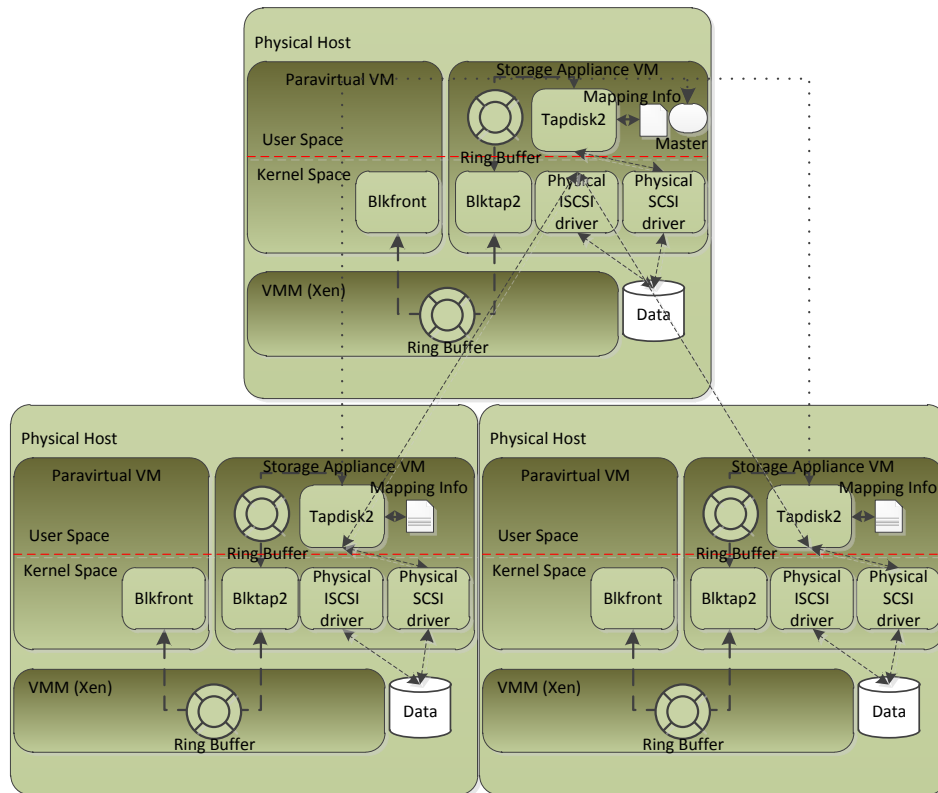 Physical Host
Paravirtual VM
Storage Appliance VM
Mapping Info
Tapdisk2
Master
User Space
Ring Buffer
Kernel Space
Blkfront
Blktap2
Physical
ISCSI
driver
Physical
SCSI
driver
VMM (Xen)
Data
Ring Buffer
Physical Host
Paravirtual VM
Storage Appliance VM
Mapping Info
Tapdisk2
User Space
Ring Buffer
Kernel Space
Blkfront
Blktap2
Physical
ISCSI
driver
Physical
SCSI
driver
VMM (Xen)
Data
Ring Buffer
Physical Host
Paravirtual VM
Storage Appliance VM
Mapping Info
Tapdisk2
User Space
Ring Buffer
Kernel Space
Blkfront
Blktap2
Physical
ISCSI
driver
Physical
SCSI
driver
VMM (Xen)
Data
Ring Buffer